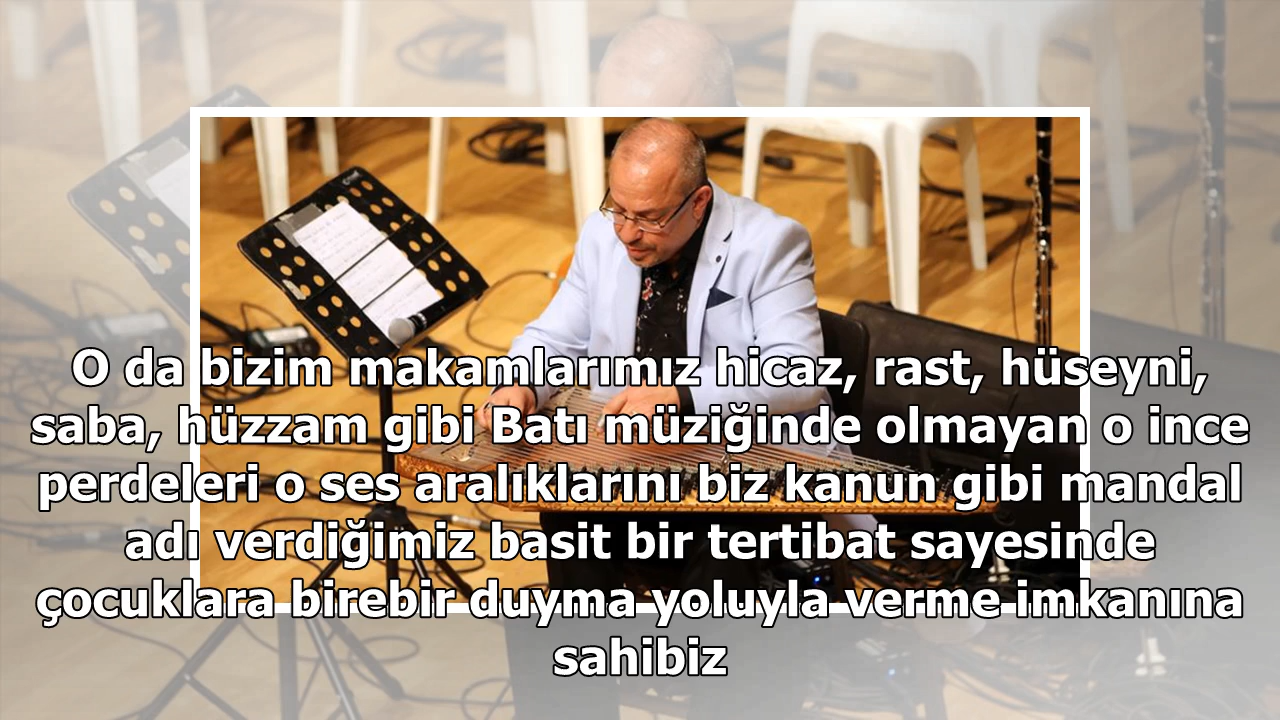 O da bizim makamlarımız hicaz, rast, hüseyni,
saba, hüzzam gibi Batı müziğinde olmayan o ince
perdeleri o ses aralıklarını biz kanun gibi mandal
adı verdiğimiz basit bir tertibat sayesinde
çocuklara birebir duyma yoluyla verme imkanına
sahibiz